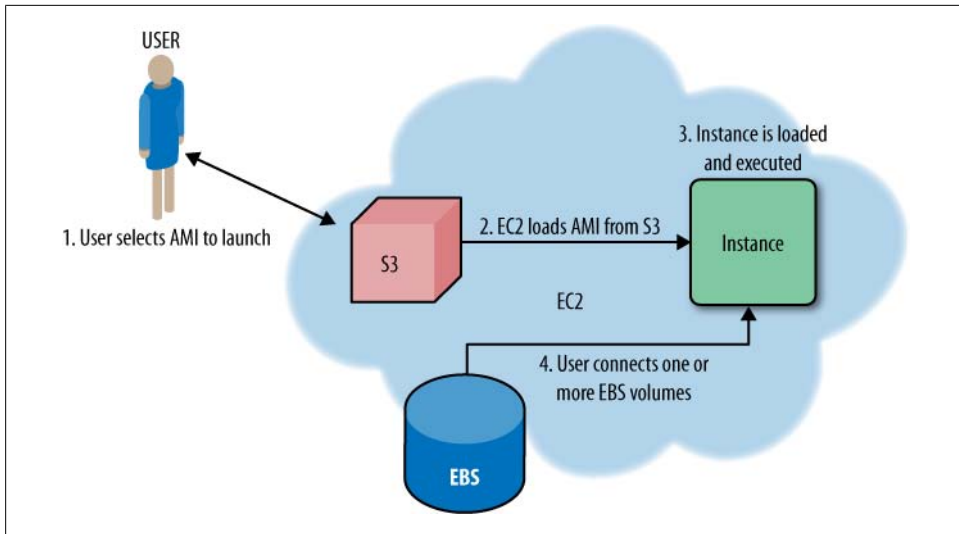 USER
1. User selects AMI to launch
S3
2. EC2 loads AMI from S3
3. Instance is loaded
and executed
Instance
EC2
4. User connects one or
more EBS volumes
EBS